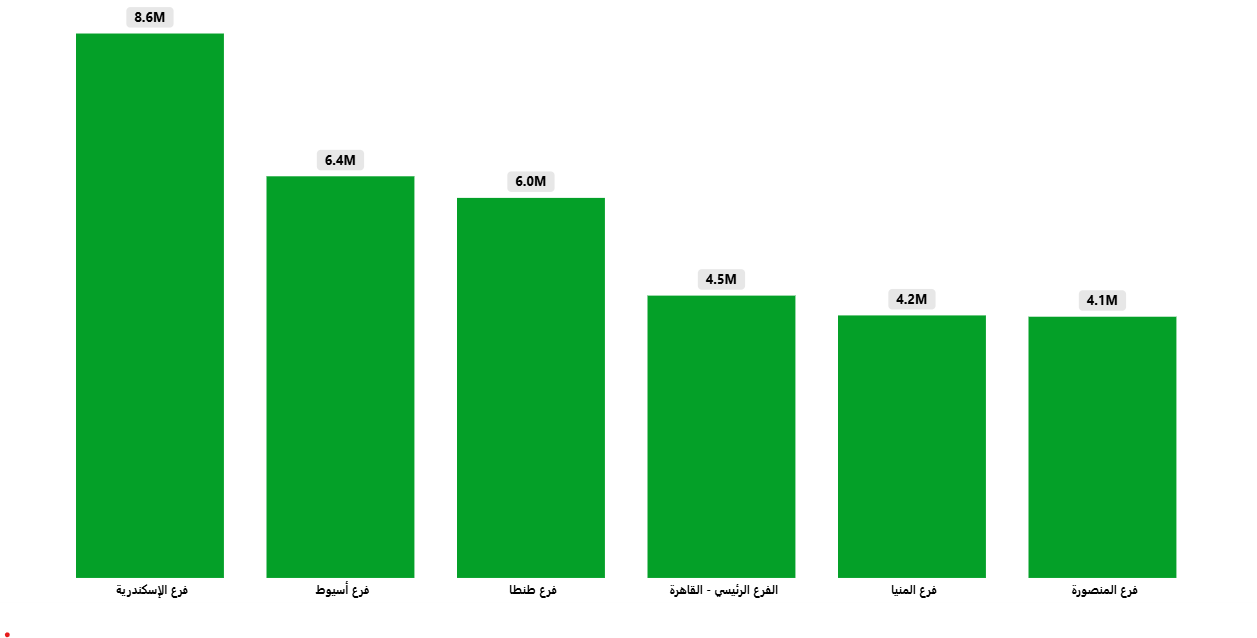 8.6M
6.4M
6.0M
4.5M
4.2M
4.1M
فرع الإسكندرية
فرع أسيوط
فرع طنطا
الفرع الرئيسي - القاهرة
فرع المنيا
فرع المنصورة